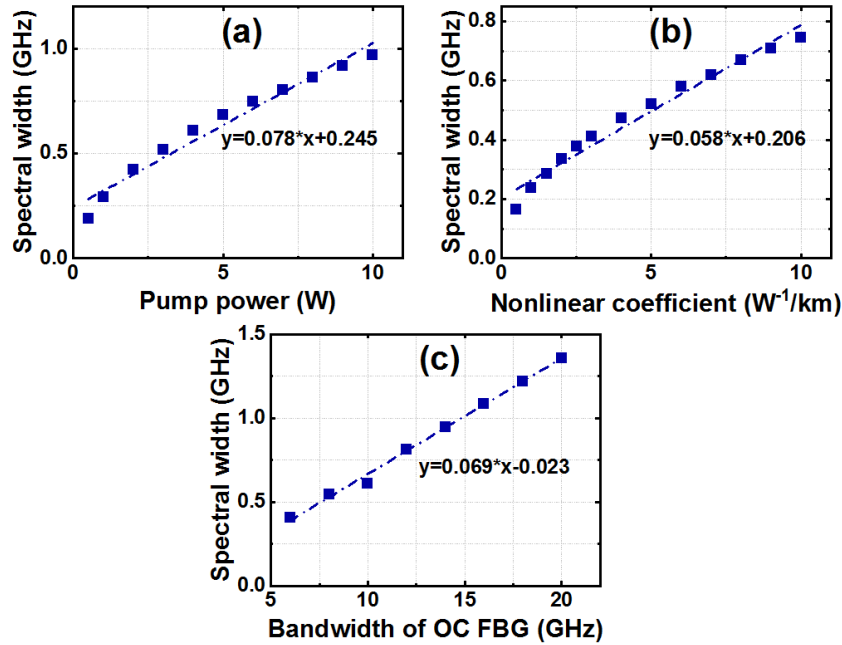 (a)
Spectral width (GHz)
1.0
0.5
0.0
y=0.078*x+0.245
0 5 10
Pump power (W)
(b)
Spectral width (GHz)
0.8
0.6
0.4
0.2
0.0
y=0.058*x+0.206
0 5 10
Nonlinear coefficient (W⁻¹/km)
(c)
Spectral width (GHz)
1.5
1.0
0.5
0.0
y=0.069*x-0.023
5 10 15 20
Bandwidth of OC FBG (GHz)